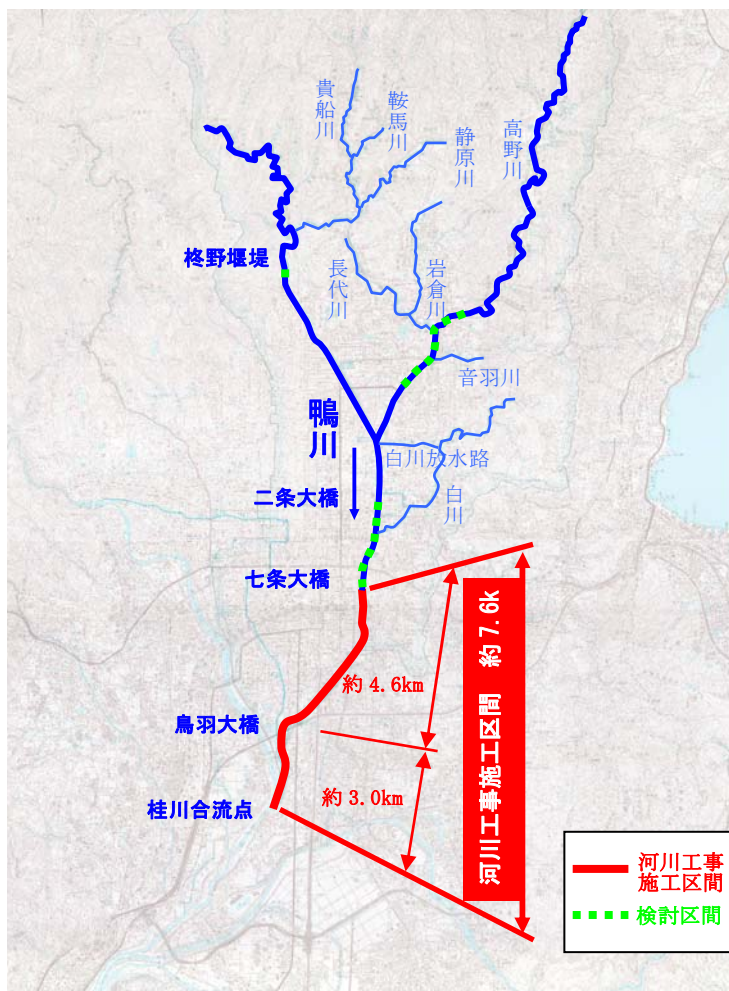 貴船川
鞍馬川
静原川
高野川
柊野堰堤
長代川
岩倉川
音羽川
鴨川
白川放水路
二条大橋
白川
七条大橋
約4.6km
河川工事施工区間 約7.6k
鳥羽大橋
約3.0km
桂川合流点
河川工事
施工区間
検討区間